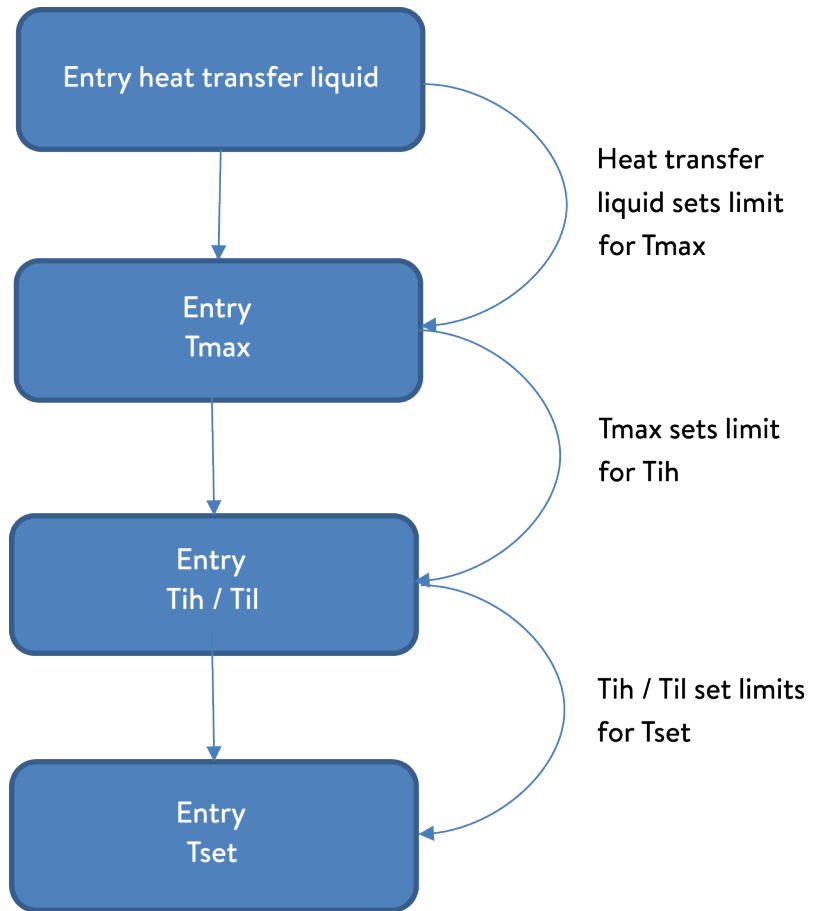 Entry heat transfer liquid
Heat transfer
liquid sets limit
for Tmax
Entry
Tmax
Tmax sets limit
for Tih
Entry
Tih / Til
Tih / Til set limits
for Tset
Entry
Tset